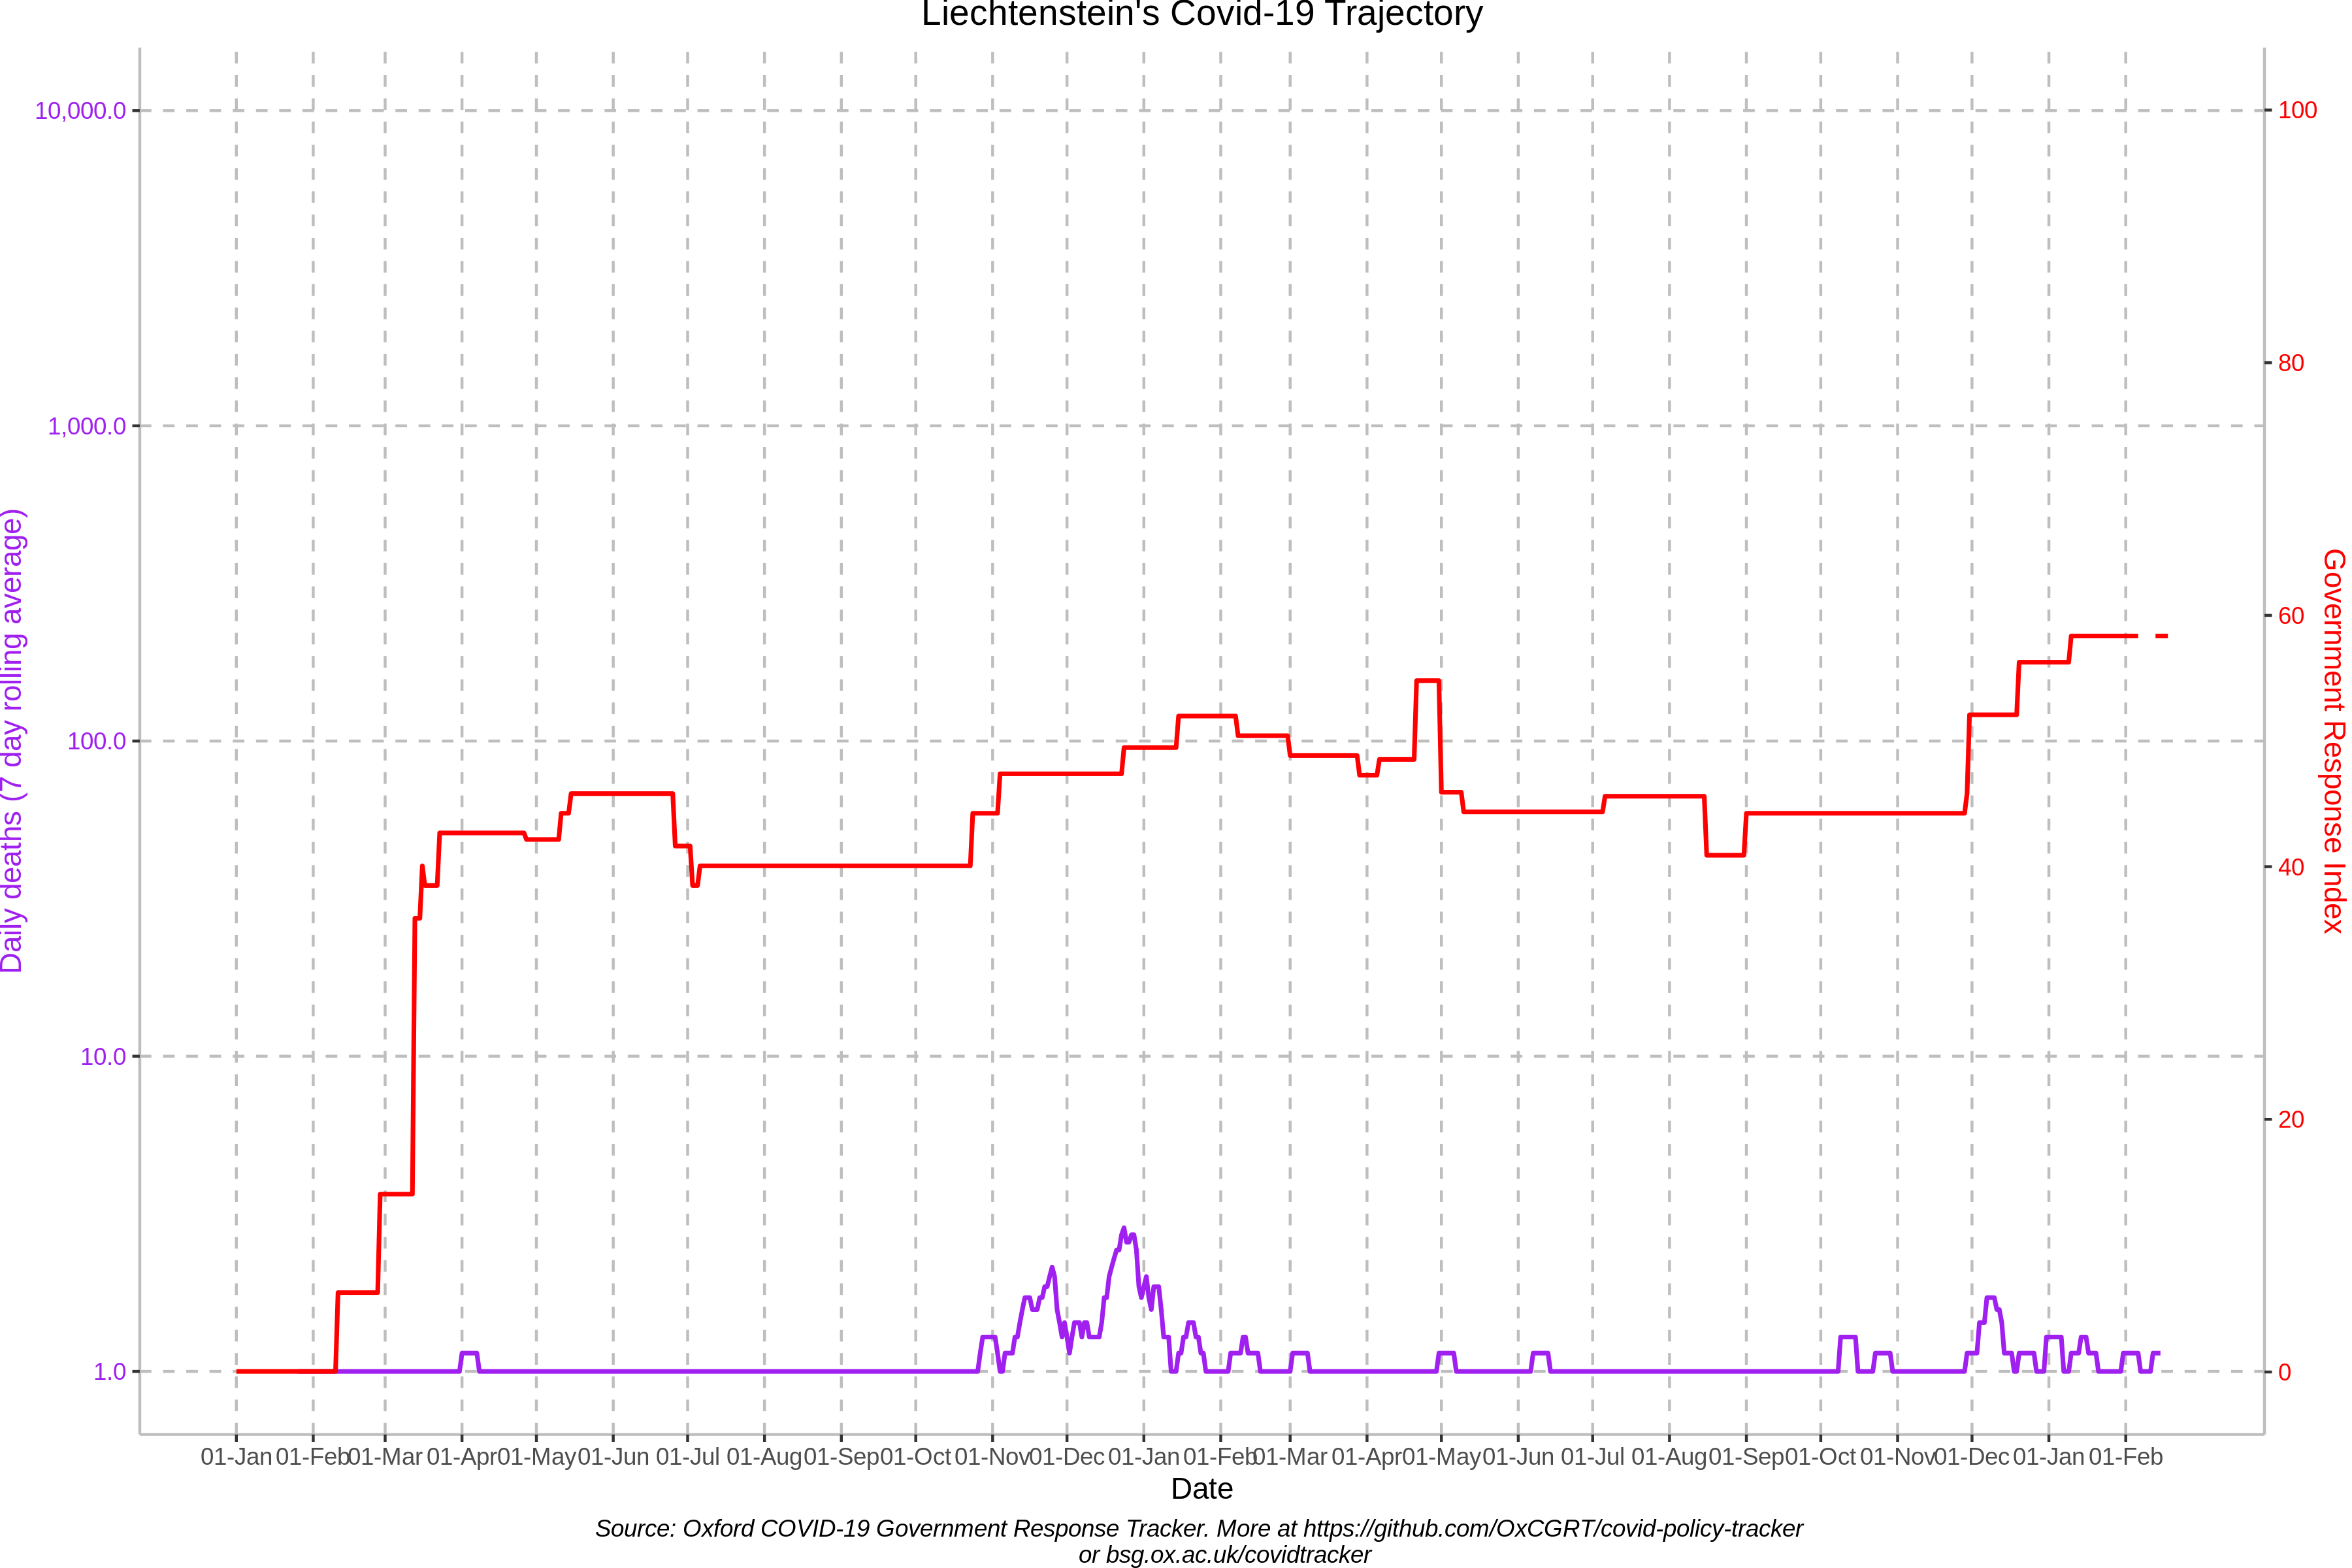 Liechtenstein's Covid-19 Trajectory
10,000.0
1,000.0
100.0
10.0
1.0
Daily deaths (7 day rolling average)
100
80
60
40
20
0
Government Response Index
01-Jan 01-Feb 01-Mar 01-Apr 01-May 01-Jun 01-Jul 01-Aug 01-Sep 01-Oct 01-Nov 01-Dec 01-Jan 01-Feb 01-Mar 01-Apr 01-May 01-Jun 01-Jul 01-Aug 01-Sep 01-Oct 01-Nov 01-Dec 01-Jan 01-Feb
Date
Source: Oxford COVID-19 Government Response Tracker. More at https://github.com/OxCGRT/covid-policy-tracker
or bsg.ox.ac.uk/covidtracker